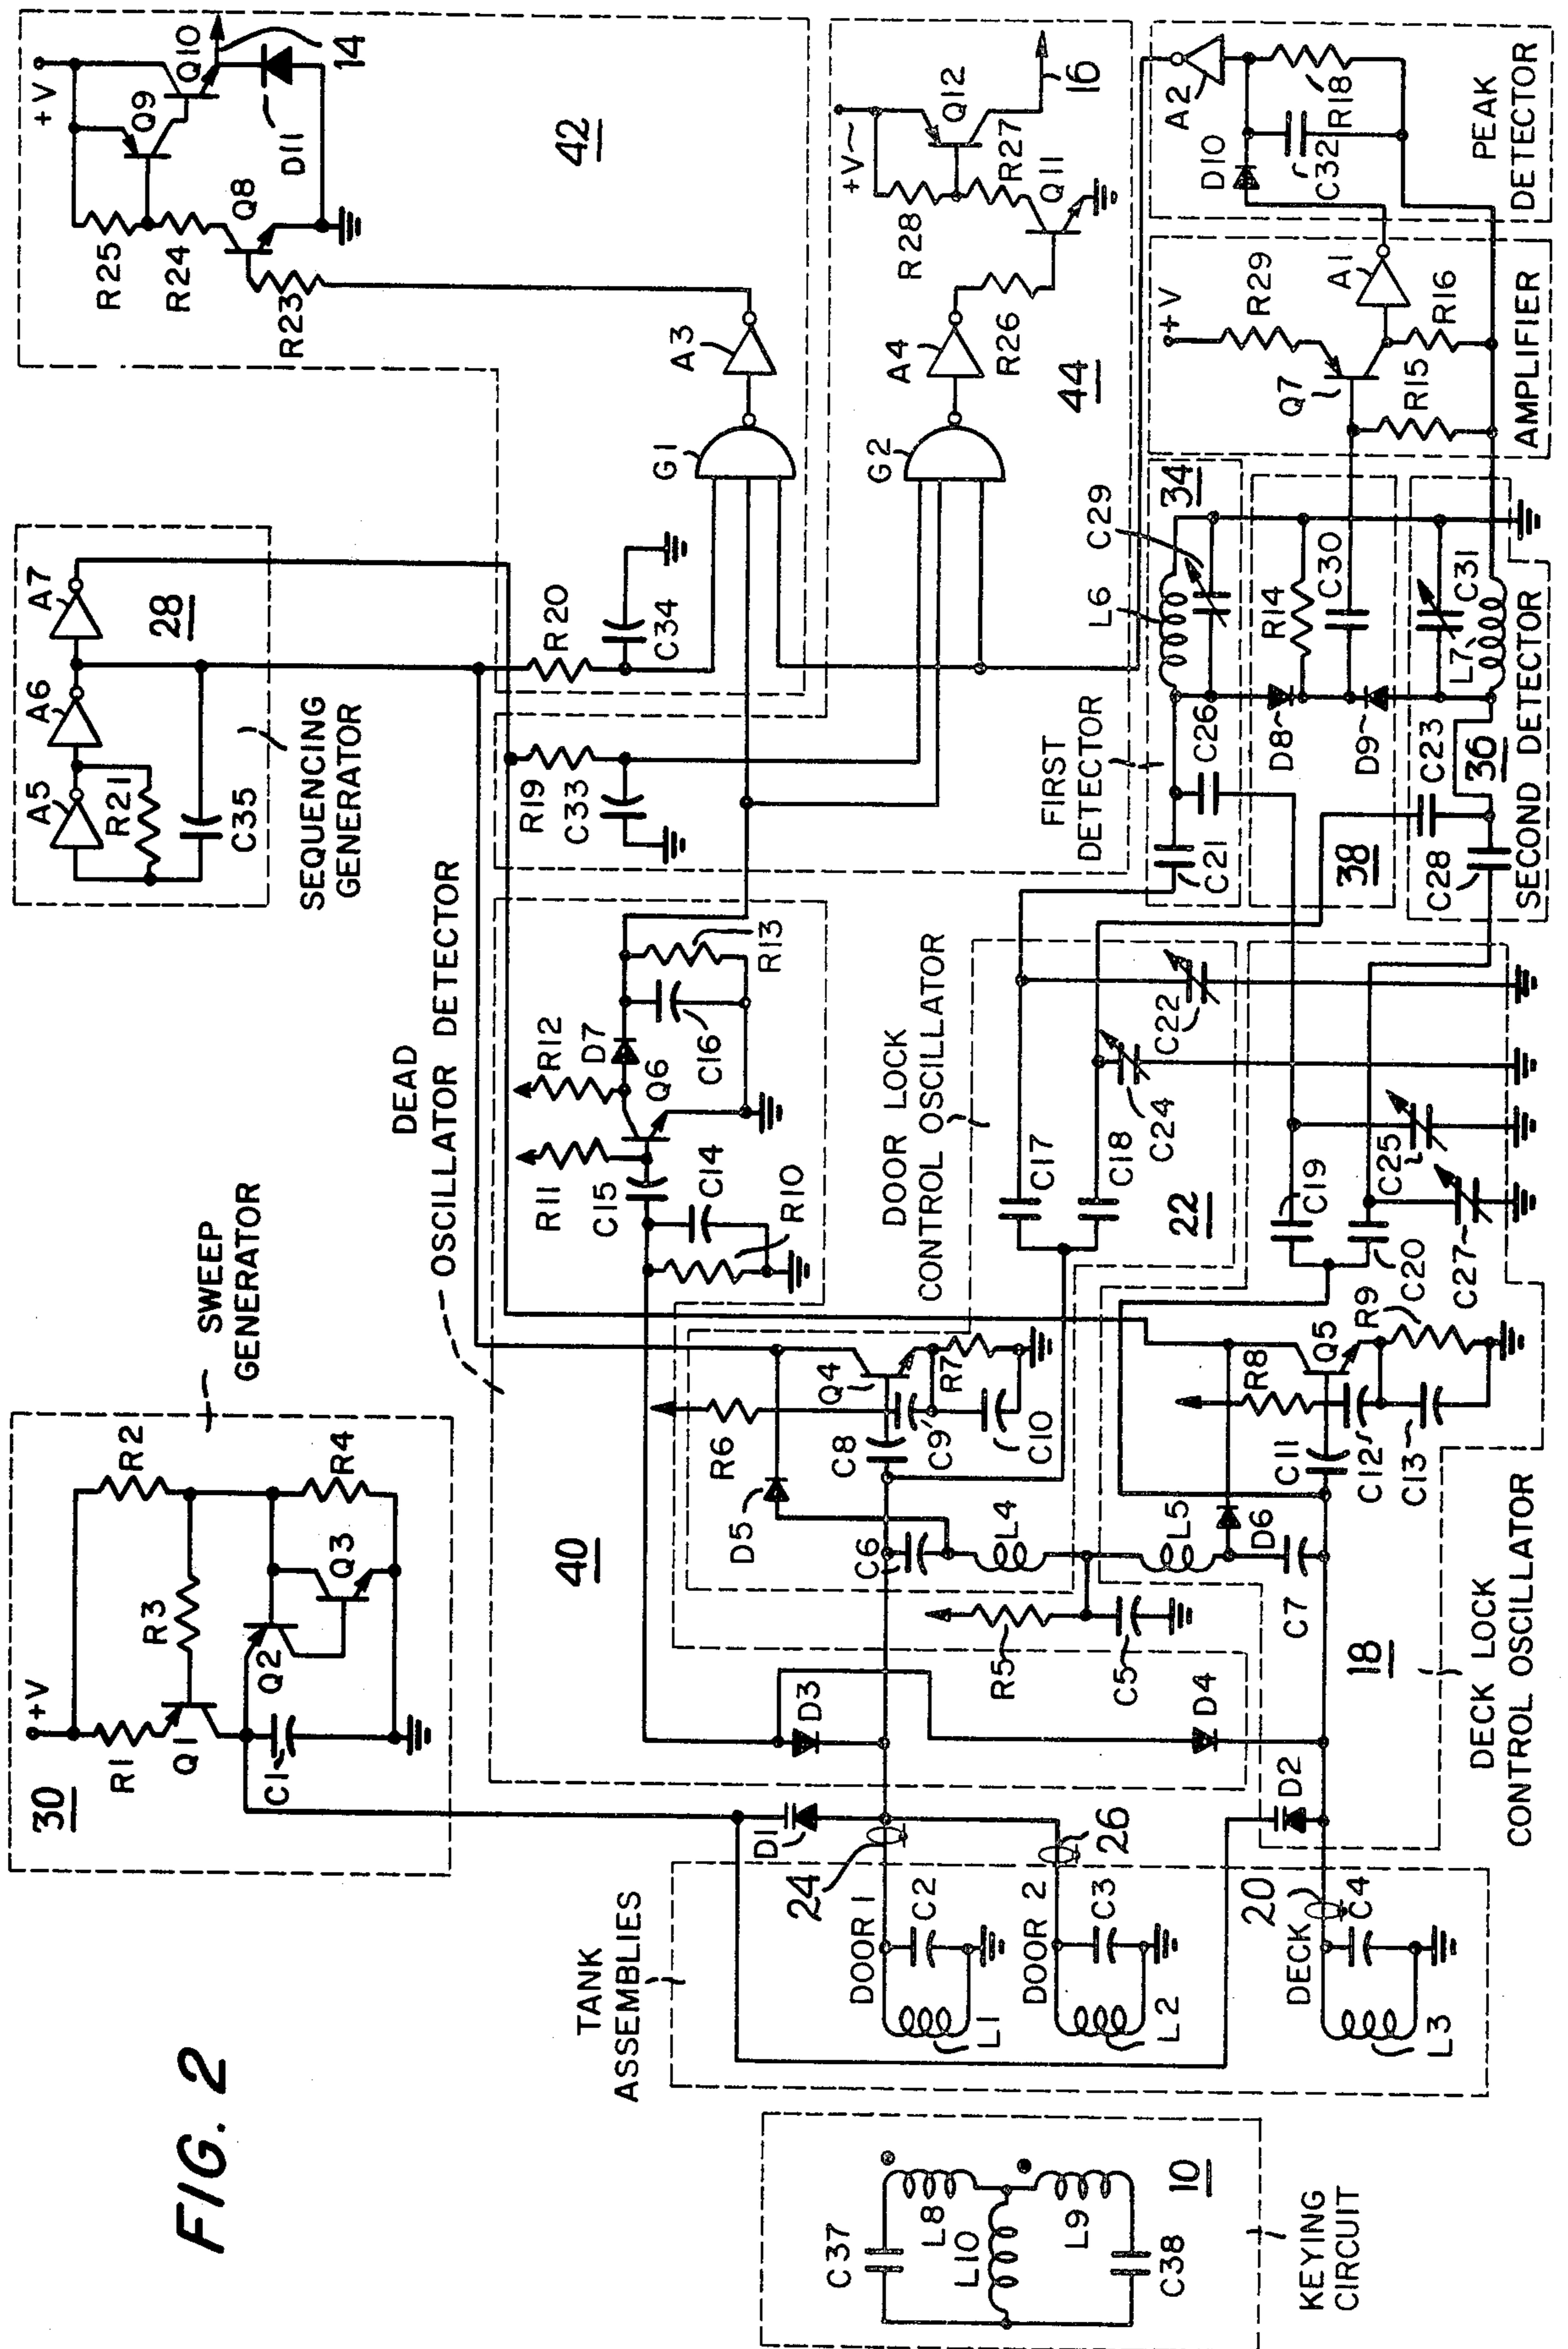 FIG. 2
30
+V
R1
R2
R3
R4
Q1
Q2
Q3
C1
SWEEP
GENERATOR
A5
A6
A7
R21
C35
28
SEQUENCING
GENERATOR
+V
R25
R24
R23
Q8
Q9
Q10
D11
14
42
DEAD
OSCILLATOR DETECTOR
40
R11
R12
D7
C15
C14
R10
Q6
C16
R13
R19
C33
R20
C34
G1
A3
G2
A4
R26
44
+V
R28
R27
Q11
Q12
16
TANK
ASSEMBLIES
DOOR 1
C2
L1
24
D1
DOOR 2
C3
L2
26
DECK
C4
L3
20
D2
D3
D4
R5
C5
D5
R6
C6
L4
C8
C9
C10
Q4
R7
L5
D6
C7
C11
C12
C13
R8
Q5
R9
18
DECK LOCK
CONTROL OSCILLATOR
DOOR LOCK
CONTROL OSCILLATOR
22
C17
C18
C22
C24
C19
C20
C25
C27
FIRST
DETECTOR
C21
C26
L6
C29
34
D8
R14
C30
D9
38
C23
36
C28
L7
C31
SECOND DETECTOR
+V
R29
Q7
R15
A1
R16
AMPLIFIER
A2
D10
C32
R18
PEAK
DETECTOR
C37
L8
L10
L9
C38
10
KEYING
CIRCUIT